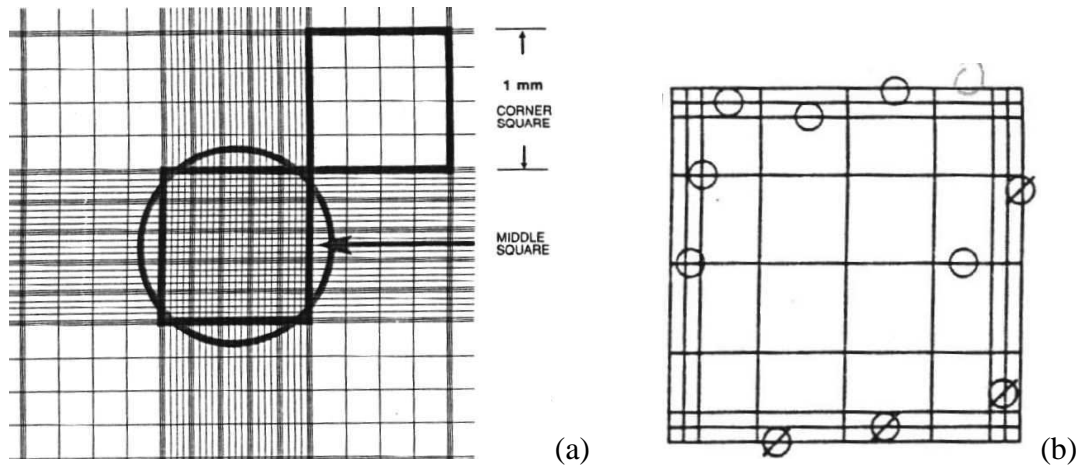 1 mm
CORNER
SQUARE
MIDDLE
SQUARE
(a)
(b)